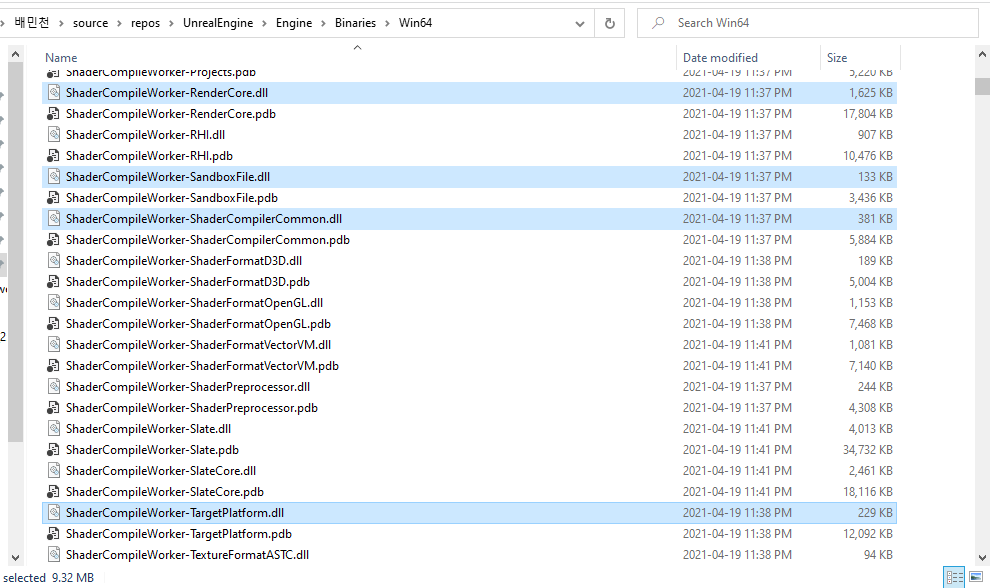 배민천 > source > repos > UnrealEngine > Engine > Binaries > Win64
Search Win64
Name Date modified Size
ShaderCompileWorker-Projects.pdb 2021-04-19 11:37 PM 5,220 KB
ShaderCompileWorker-RenderCore.dll 2021-04-19 11:37 PM 1,625 KB
ShaderCompileWorker-RenderCore.pdb 2021-04-19 11:37 PM 17,804 KB
ShaderCompileWorker-RHI.dll 2021-04-19 11:37 PM 907 KB
ShaderCompileWorker-RHI.pdb 2021-04-19 11:37 PM 10,476 KB
ShaderCompileWorker-SandboxFile.dll 2021-04-19 11:37 PM 133 KB
ShaderCompileWorker-SandboxFile.pdb 2021-04-19 11:37 PM 3,436 KB
ShaderCompileWorker-ShaderCompilerCommon.dll 2021-04-19 11:37 PM 381 KB
ShaderCompileWorker-ShaderCompilerCommon.pdb 2021-04-19 11:37 PM 5,884 KB
ShaderCompileWorker-ShaderFormatD3D.dll 2021-04-19 11:38 PM 189 KB
ShaderCompileWorker-ShaderFormatD3D.pdb 2021-04-19 11:38 PM 5,004 KB
ShaderCompileWorker-ShaderFormatOpenGL.dll 2021-04-19 11:38 PM 1,153 KB
ShaderCompileWorker-ShaderFormatOpenGL.pdb 2021-04-19 11:38 PM 7,468 KB
ShaderCompileWorker-ShaderFormatVectorVM.dll 2021-04-19 11:41 PM 1,081 KB
ShaderCompileWorker-ShaderFormatVectorVM.pdb 2021-04-19 11:41 PM 7,140 KB
ShaderCompileWorker-ShaderPreprocessor.dll 2021-04-19 11:37 PM 244 KB
ShaderCompileWorker-ShaderPreprocessor.pdb 2021-04-19 11:37 PM 4,308 KB
ShaderCompileWorker-Slate.dll 2021-04-19 11:41 PM 4,013 KB
ShaderCompileWorker-Slate.pdb 2021-04-19 11:41 PM 34,732 KB
ShaderCompileWorker-SlateCore.dll 2021-04-19 11:41 PM 2,461 KB
ShaderCompileWorker-SlateCore.pdb 2021-04-19 11:41 PM 18,116 KB
ShaderCompileWorker-TargetPlatform.dll 2021-04-19 11:38 PM 229 KB
ShaderCompileWorker-TargetPlatform.pdb 2021-04-19 11:38 PM 12,092 KB
ShaderCompileWorker-TextureFormatASTC.dll 2021-04-19 11:38 PM 94 KB
selected 9.32 MB